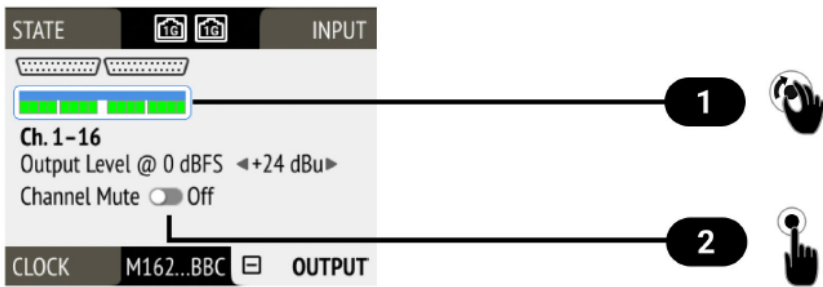 STATE 1G 1G INPUT
1
Ch. 1–16
Output Level @ 0 dBFS ◀+24 dBu▶
Channel Mute Off
2
CLOCK M162...BBC OUTPUT